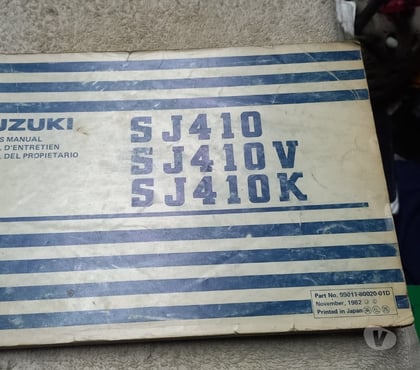 UZUKI
S MANUAL
L D'ENTRETIEN
L DEL PROPIETARIO
SJ410
SJ410V
SJ410K
Part No. 99011-80020-01D
November, 1982
Printed in Japan